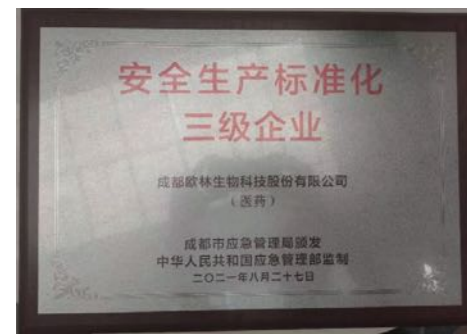 安全生产标准化
三级企业
成都欧林生物科技股份有限公司
（医药）
成都市应急管理局颁发
中华人民共和国应急管理部监制
二〇二一年八月二十七日